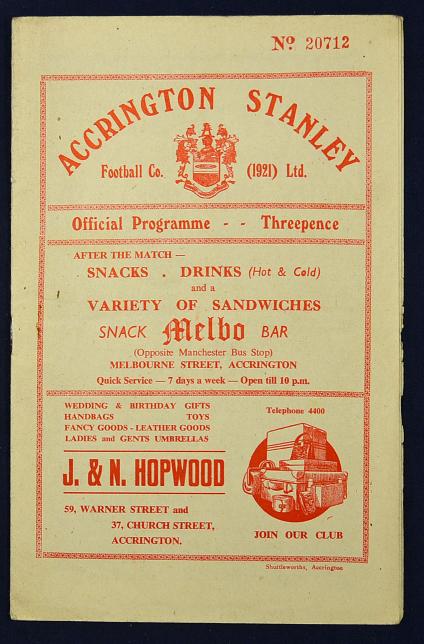 Nº 20712
ACCRINGTON STANLEY
Football Co. (1921) Ltd.
Official Programme - - Threepence
AFTER THE MATCH —
SNACKS . DRINKS (Hot & Cold)
and a
VARIETY OF SANDWICHES
SNACK Melbo BAR
(Opposite Manchester Bus Stop)
MELBOURNE STREET, ACCRINGTON
Quick Service — 7 days a week — Open till 10 p.m.
WEDDING & BIRTHDAY GIFTS
HANDBAGS TOYS
FANCY GOODS - LEATHER GOODS
LADIES and GENTS UMBRELLAS
J. & N. HOPWOOD
59, WARNER STREET and
37, CHURCH STREET,
ACCRINGTON.
Telephone 4400
JOIN OUR CLUB
Shuttleworths, Accrington